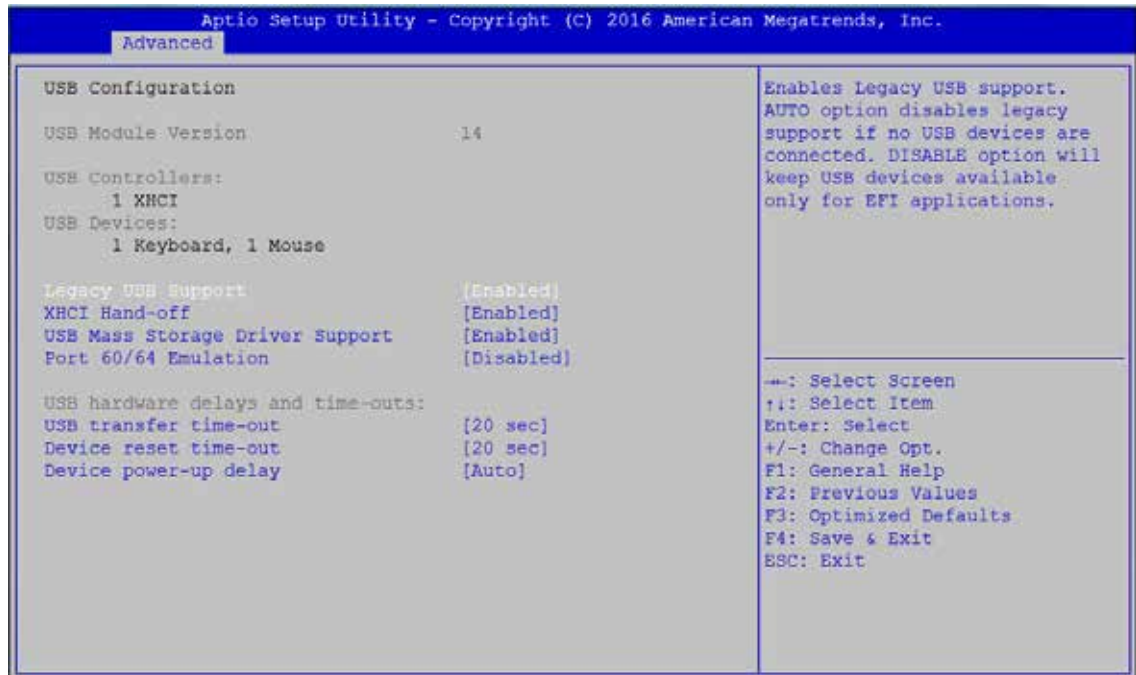 Aptio Setup Utility - Copyright (C) 2016 American Megatrends, Inc.
Advanced
USB Configuration
USB Module Version 14
USB Controllers:
1 XHCI
USB Devices:
1 Keyboard, 1 Mouse
Legacy USB Support [Enabled]
XHCI Hand-off [Enabled]
USB Mass Storage Driver Support [Enabled]
Port 60/64 Emulation [Disabled]
USB hardware delays and time-outs:
USB transfer time-out [20 sec]
Device reset time-out [20 sec]
Device power-up delay [Auto]
Enables Legacy USB support.
AUTO option disables legacy
support if no USB devices are
connected. DISABLE option will
keep USB devices available
only for EFI applications.
→←: Select Screen
↑↓: Select Item
Enter: Select
+/-: Change Opt.
F1: General Help
F2: Previous Values
F3: Optimized Defaults
F4: Save & Exit
ESC: Exit